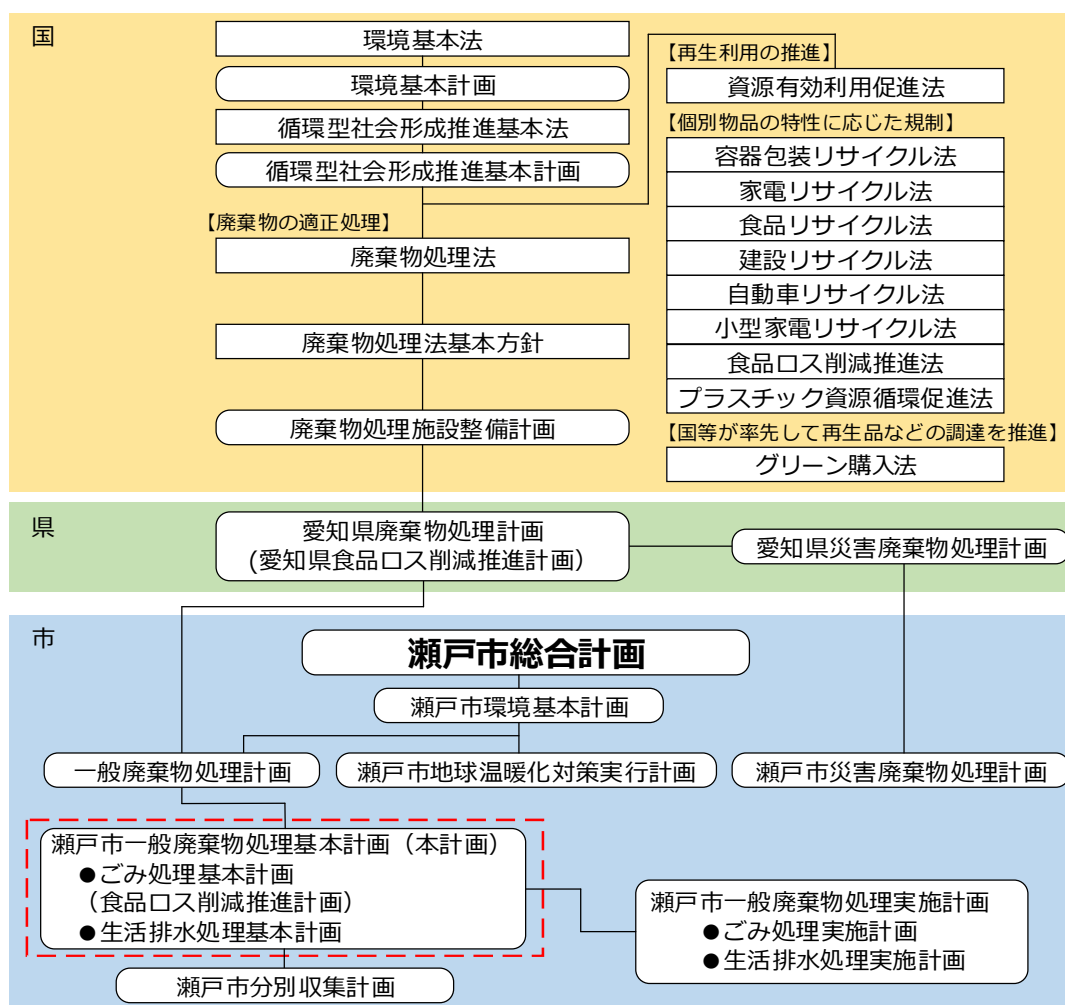 国
環境基本法
環境基本計画
循環型社会形成推進基本法
循環型社会形成推進基本計画
【廃棄物の適正処理】
廃棄物処理法
廃棄物処理法基本方針
廃棄物処理施設整備計画
【再生利用の推進】
資源有効利用促進法
【個別物品の特性に応じた規制】
容器包装リサイクル法
家電リサイクル法
食品リサイクル法
建設リサイクル法
自動車リサイクル法
小型家電リサイクル法
食品ロス削減推進法
プラスチック資源循環促進法
【国等が率先して再生品などの調達を推進】
グリーン購入法
県
愛知県廃棄物処理計画
(愛知県食品ロス削減推進計画）
愛知県災害廃棄物処理計画
市
瀬戸市総合計画
瀬戸市環境基本計画
一般廃棄物処理計画
瀬戸市地球温暖化対策実行計画
瀬戸市災害廃棄物処理計画
瀬戸市一般廃棄物処理基本計画（本計画）
●ごみ処理基本計画
（食品ロス削減推進計画）
●生活排水処理基本計画
瀬戸市一般廃棄物処理実施計画
●ごみ処理実施計画
●生活排水処理実施計画
瀬戸市分別収集計画